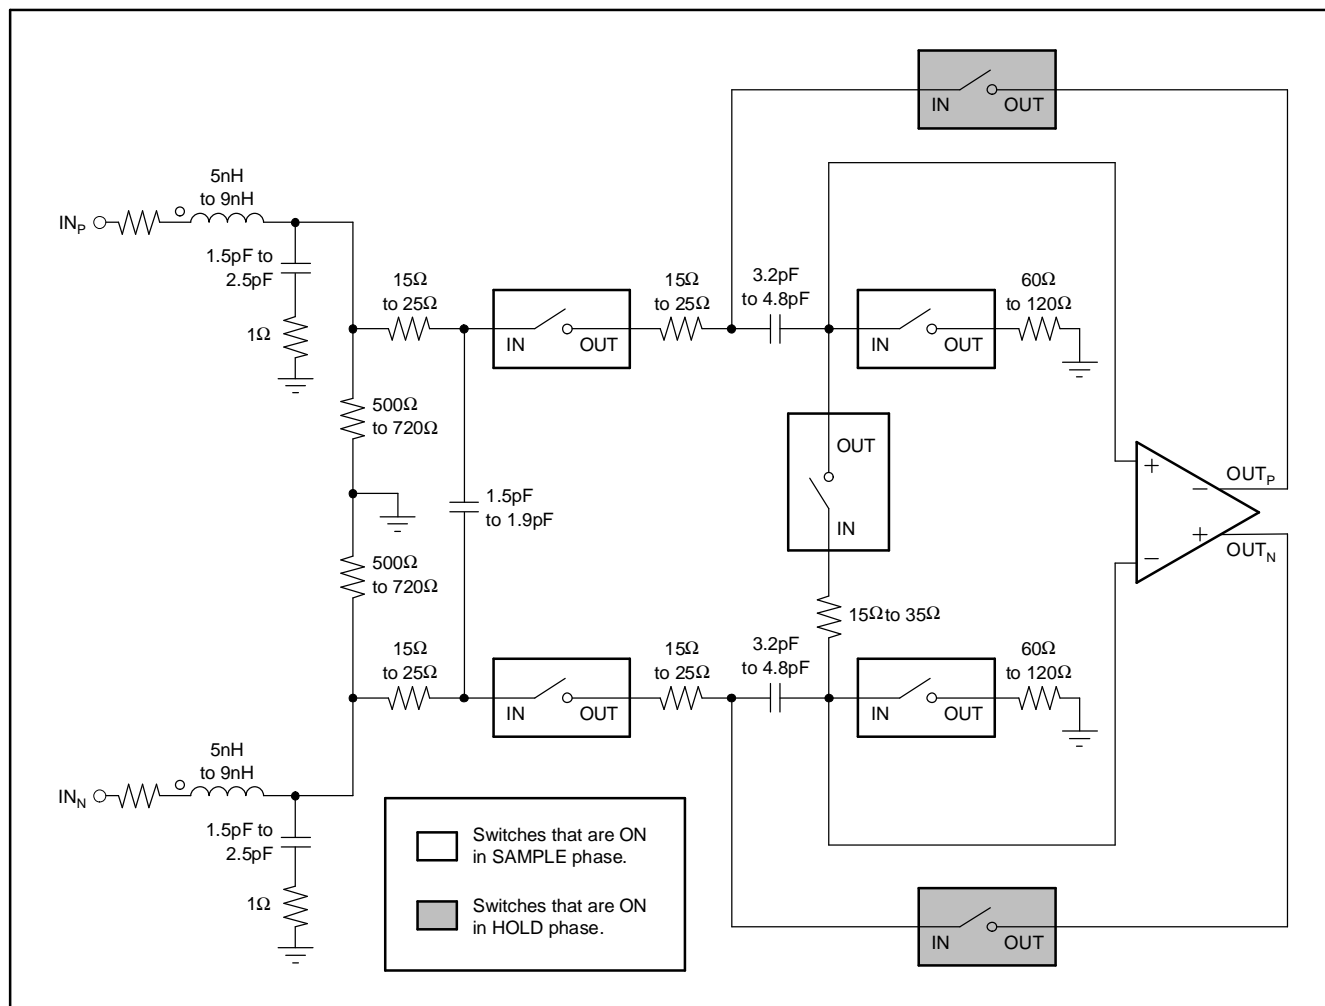 IN OUT
5nH
to 9nH
IN_P
1.5pF to
2.5pF
1Ω
15Ω
to 25Ω
IN OUT
15Ω
to 25Ω
3.2pF
to 4.8pF
IN OUT
60Ω
to 120Ω
500Ω
to 720Ω
OUT
IN
1.5pF
to 1.9pF
+
−
−
+
OUT_P
OUT_N
500Ω
to 720Ω
15Ω to 35Ω
15Ω
to 25Ω
IN OUT
15Ω
to 25Ω
3.2pF
to 4.8pF
IN OUT
60Ω
to 120Ω
5nH
to 9nH
IN_N
1.5pF to
2.5pF
1Ω
Switches that are ON
in SAMPLE phase.
Switches that are ON
in HOLD phase.
IN OUT